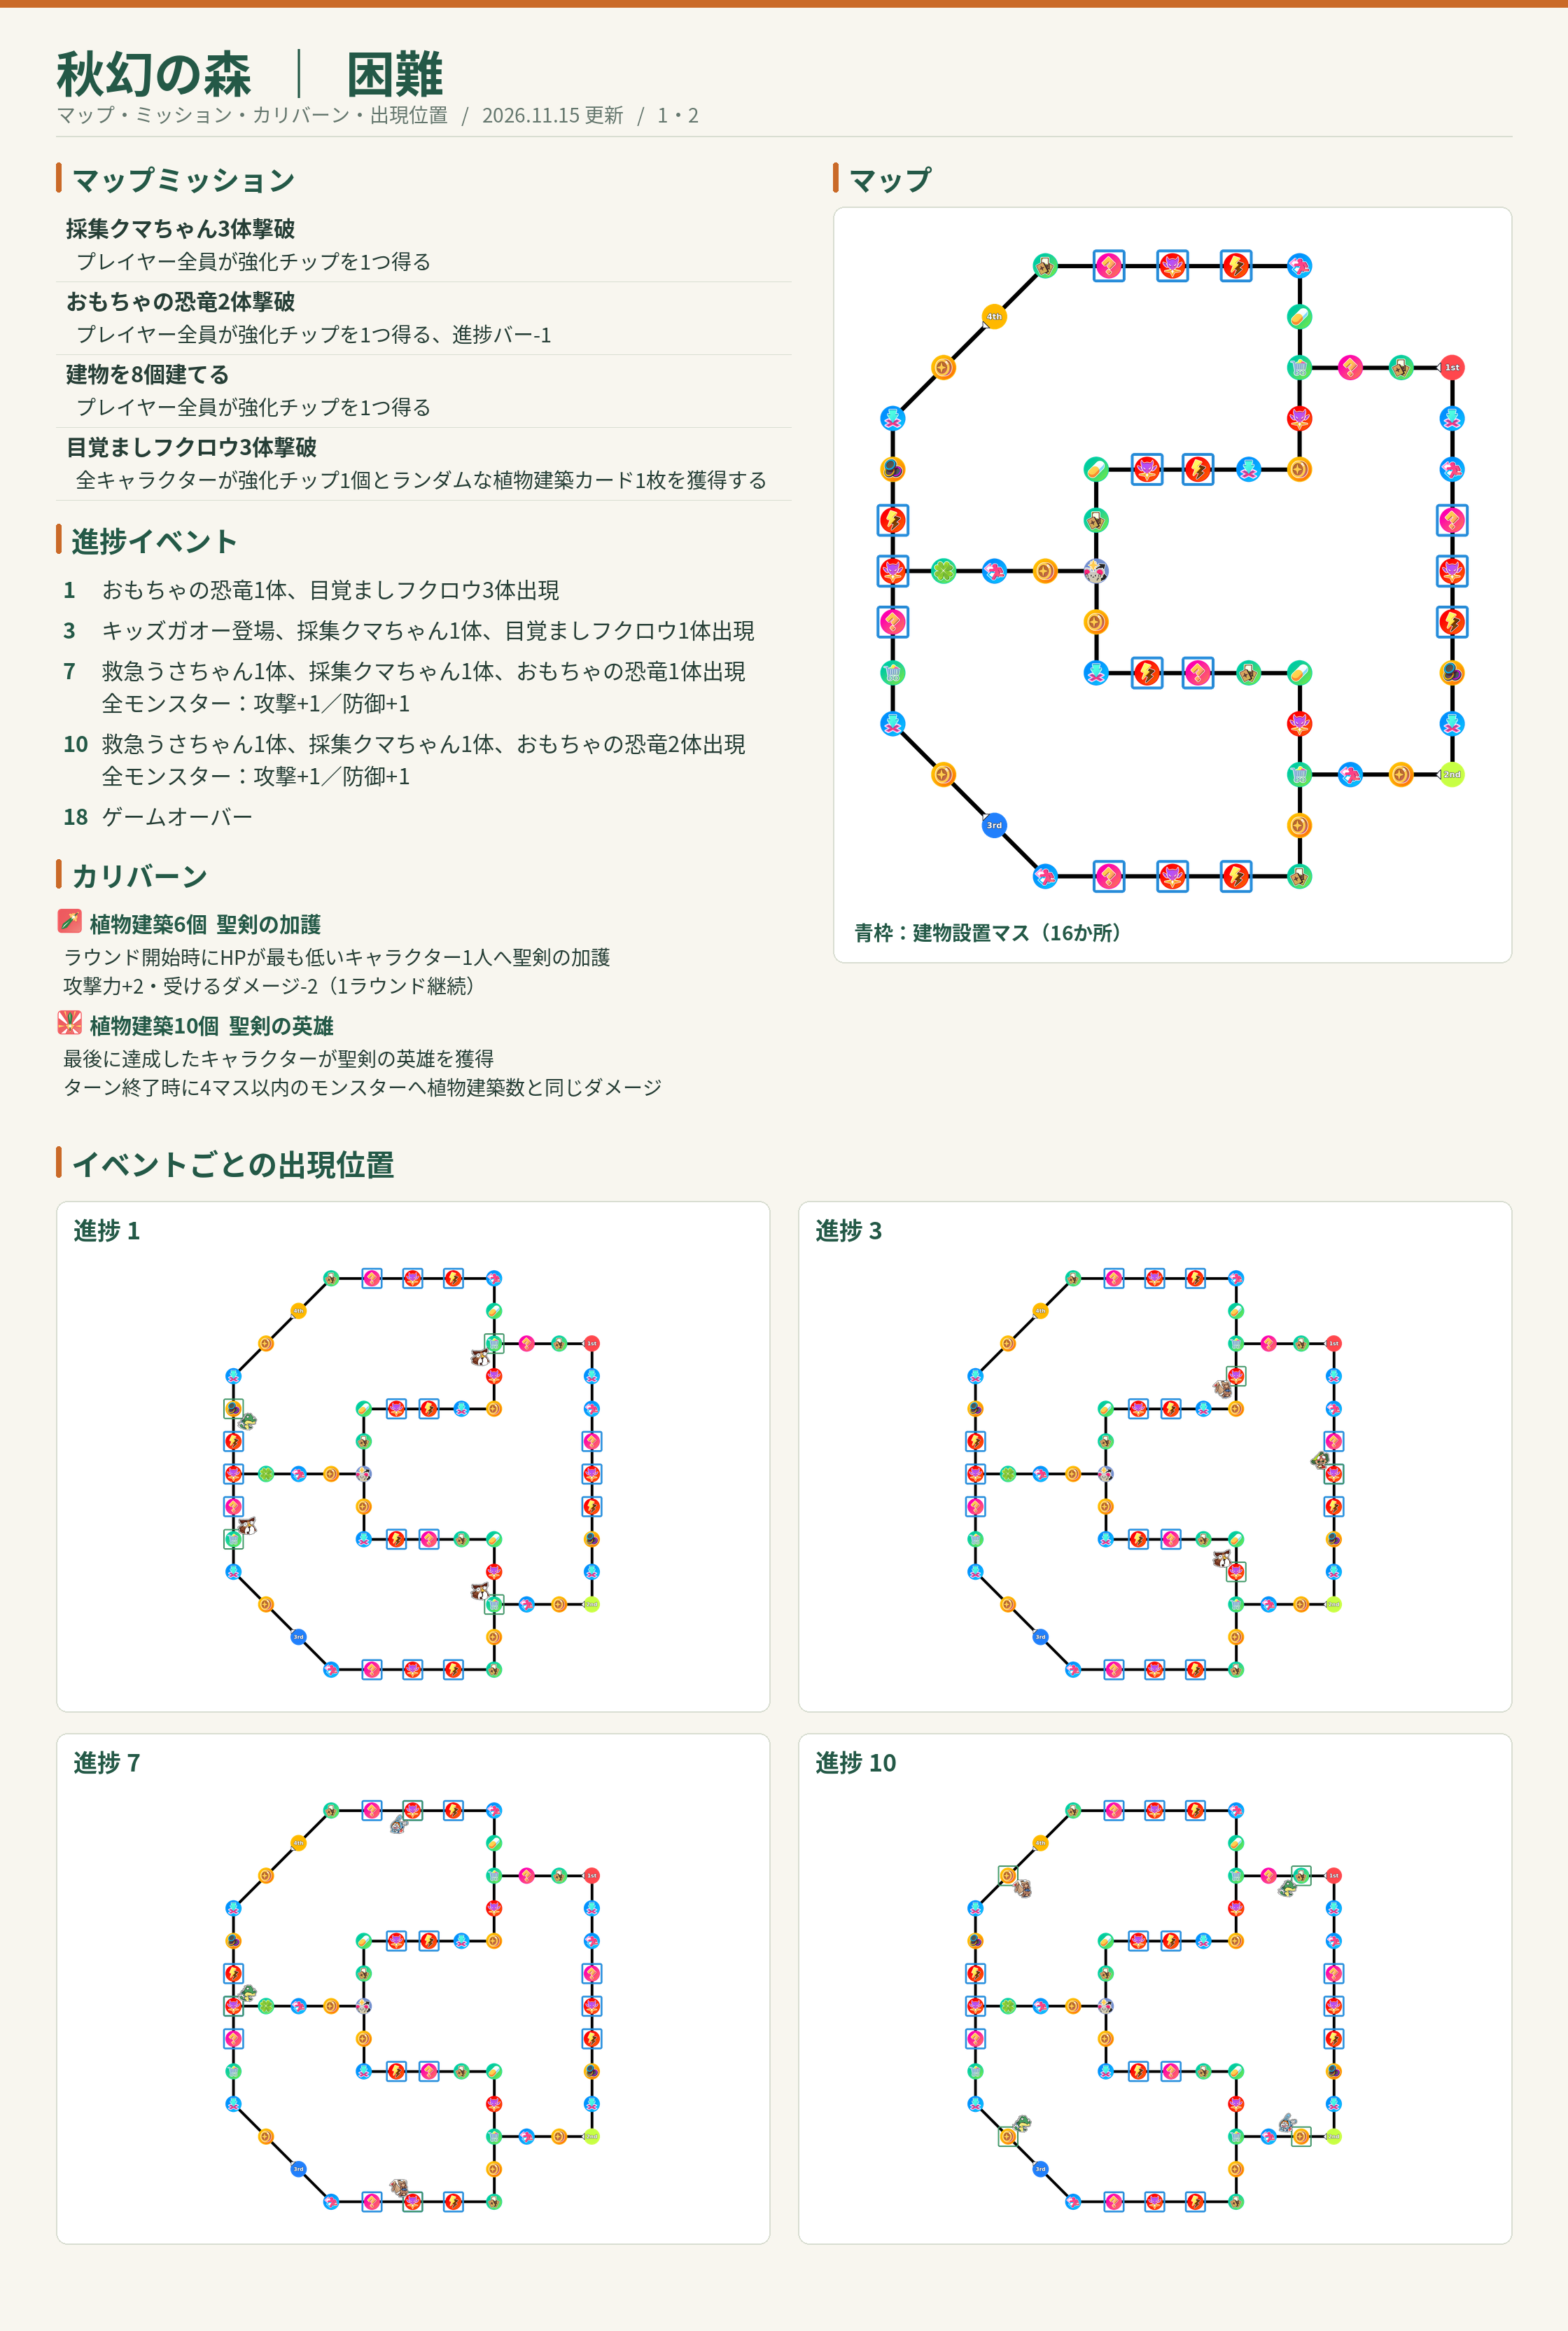 秋幻の森 ｜ 困難
マップ・ミッション・カリバーン・出現位置 / 2026.11.15 更新 / 1・2
マップミッション
採集クマちゃん3体撃破
プレイヤー全員が強化チップを1つ得る
おもちゃの恐竜2体撃破
プレイヤー全員が強化チップを1つ得る、進捗バー-1
建物を8個建てる
プレイヤー全員が強化チップを1つ得る
目覚ましフクロウ3体撃破
全キャラクターが強化チップ1個とランダムな植物建築カード1枚を獲得する
進捗イベント
1 おもちゃの恐竜1体、目覚ましフクロウ3体出現
3 キッズガオー登場、採集クマちゃん1体、目覚ましフクロウ1体出現
7 救急うさちゃん1体、採集クマちゃん1体、おもちゃの恐竜1体出現
全モンスター：攻撃+1／防御+1
10 救急うさちゃん1体、採集クマちゃん1体、おもちゃの恐竜2体出現
全モンスター：攻撃+1／防御+1
18 ゲームオーバー
カリバーン
植物建築6個 聖剣の加護
ラウンド開始時にHPが最も低いキャラクター1人へ聖剣の加護
攻撃力+2・受けるダメージ-2（1ラウンド継続）
植物建築10個 聖剣の英雄
最後に達成したキャラクターが聖剣の英雄を獲得
ターン終了時に4マス以内のモンスターへ植物建築数と同じダメージ
マップ
4th
1st
2nd
3rd
青枠：建物設置マス（16か所）
イベントごとの出現位置
進捗 1
4th
1st
2nd
3rd
進捗 3
4th
1st
2nd
3rd
進捗 7
4th
1st
2nd
3rd
進捗 10
4th
1st
2nd
3rd